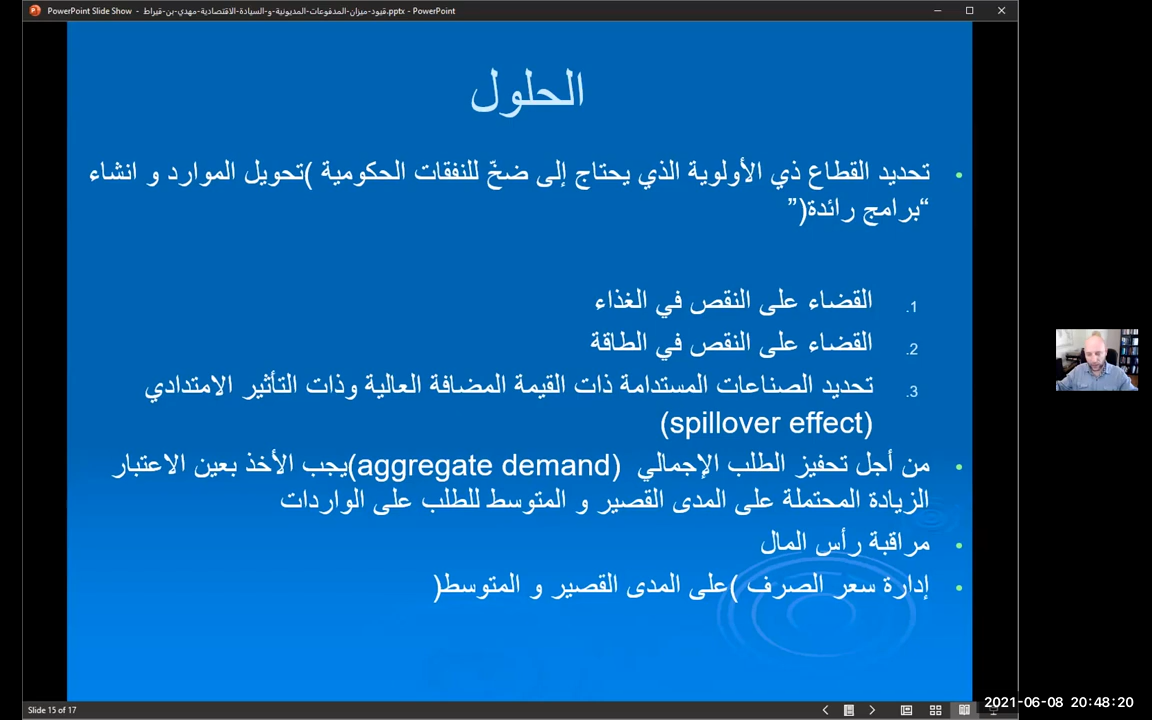 PowerPoint Slide Show - قيود-ميزان-المدفوعات-المديونية-و-السيادة-الاقتصادية-مهدي-بن-قيراط.pptx - PowerPoint
الحلول
• تحديد القطاع ذي الأولوية الذي يحتاج إلى ضخّ للنفقات الحكومية (تحويل الموارد و انشاء
“برامج رائدة”)
1. القضاء على النقص في الغذاء
2. القضاء على النقص في الطاقة
3. تحديد الصناعات المستدامة ذات القيمة المضافة العالية وذات التأثير الامتدادي
(spillover effect)
• من أجل تحفيز الطلب الإجمالي (aggregate demand) يجب الأخذ بعين الاعتبار
الزيادة المحتملة على المدى القصير و المتوسط للطلب على الواردات
• مراقبة رأس المال
• إدارة سعر الصرف (على المدى القصير و المتوسط)
Slide 15 of 17
2021-06-08 20:48:20